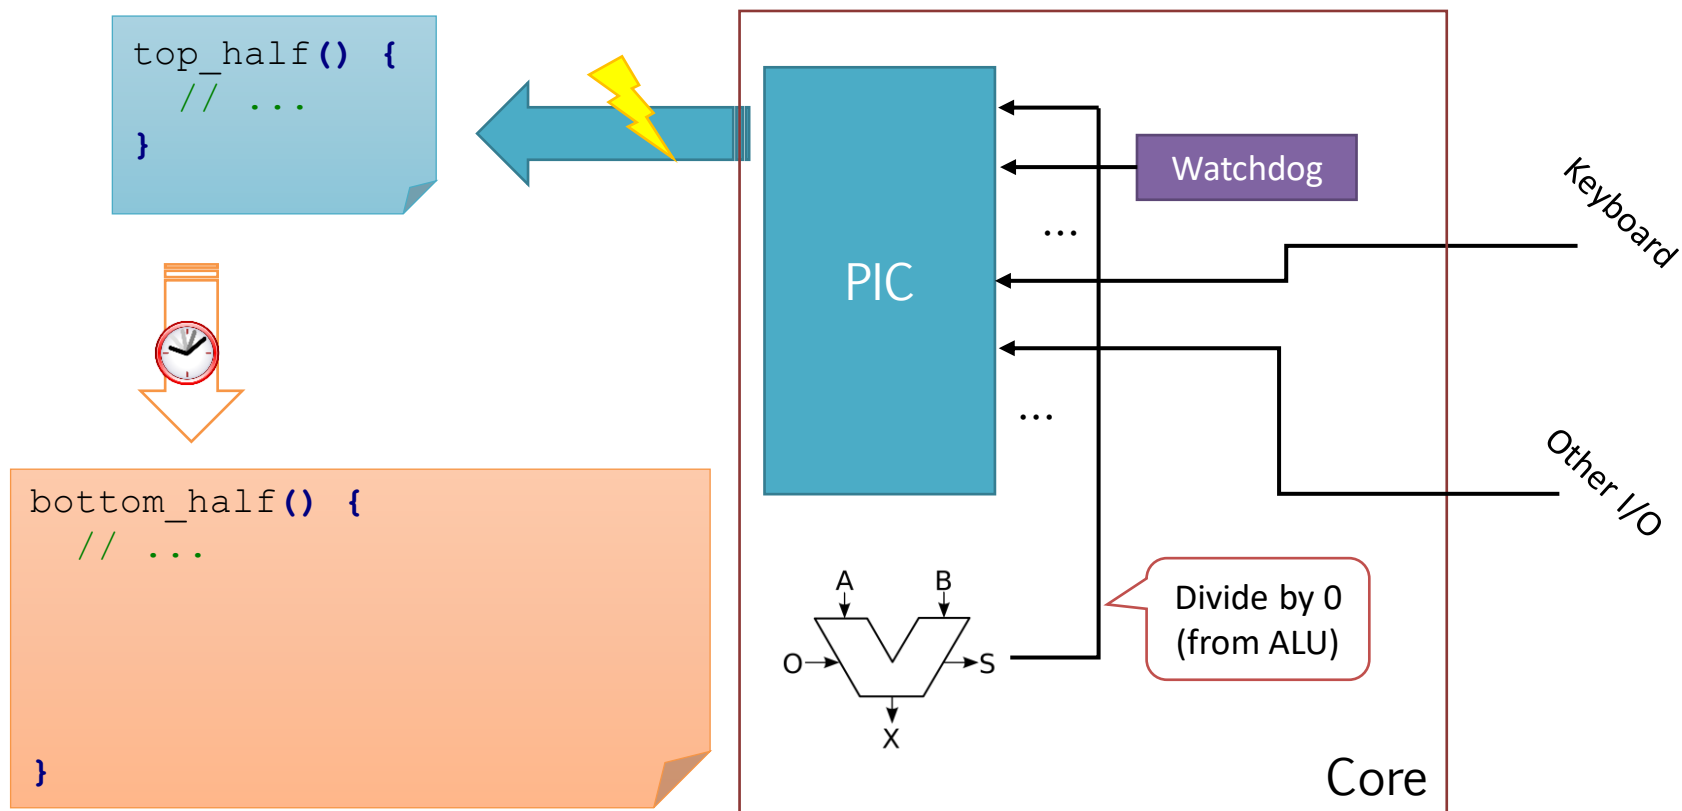 top_half() {
// ...
}
bottom_half() {
// ...
}
PIC
Watchdog
...
...
Keyboard
Other I/O
Divide by 0
(from ALU)
A
B
O
S
X
Core